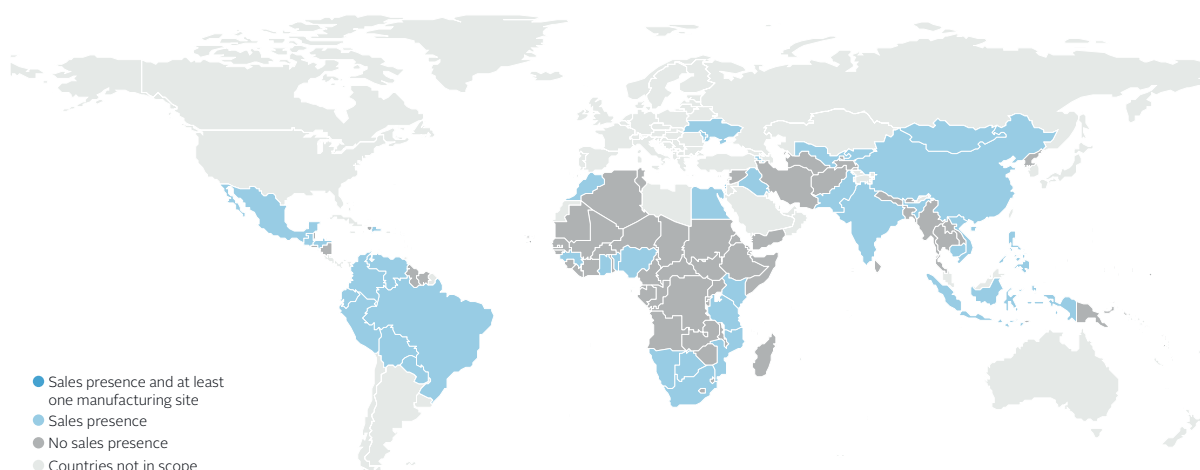 Sales presence and at least
one manufacturing site
Sales presence
No sales presence
Countries not in scope